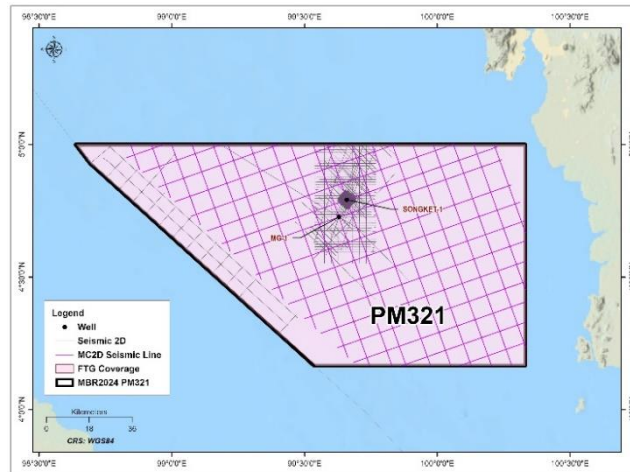 98°30'0"E 99°0'0"E 99°30'0"E 100°0'0"E 100°30'0"E
5°0'0"N
SONGKET-1
MG-1
4°30'0"N
PM321
Legend
Well
Seismic 2D
MC2D Seismic Line
FTG Coverage
MBR2024 PM321
Kilometres
0 18 36
CRS: WGS84
4°0'0"N
98°30'0"E 99°0'0"E 99°30'0"E 100°0'0"E 100°30'0"E